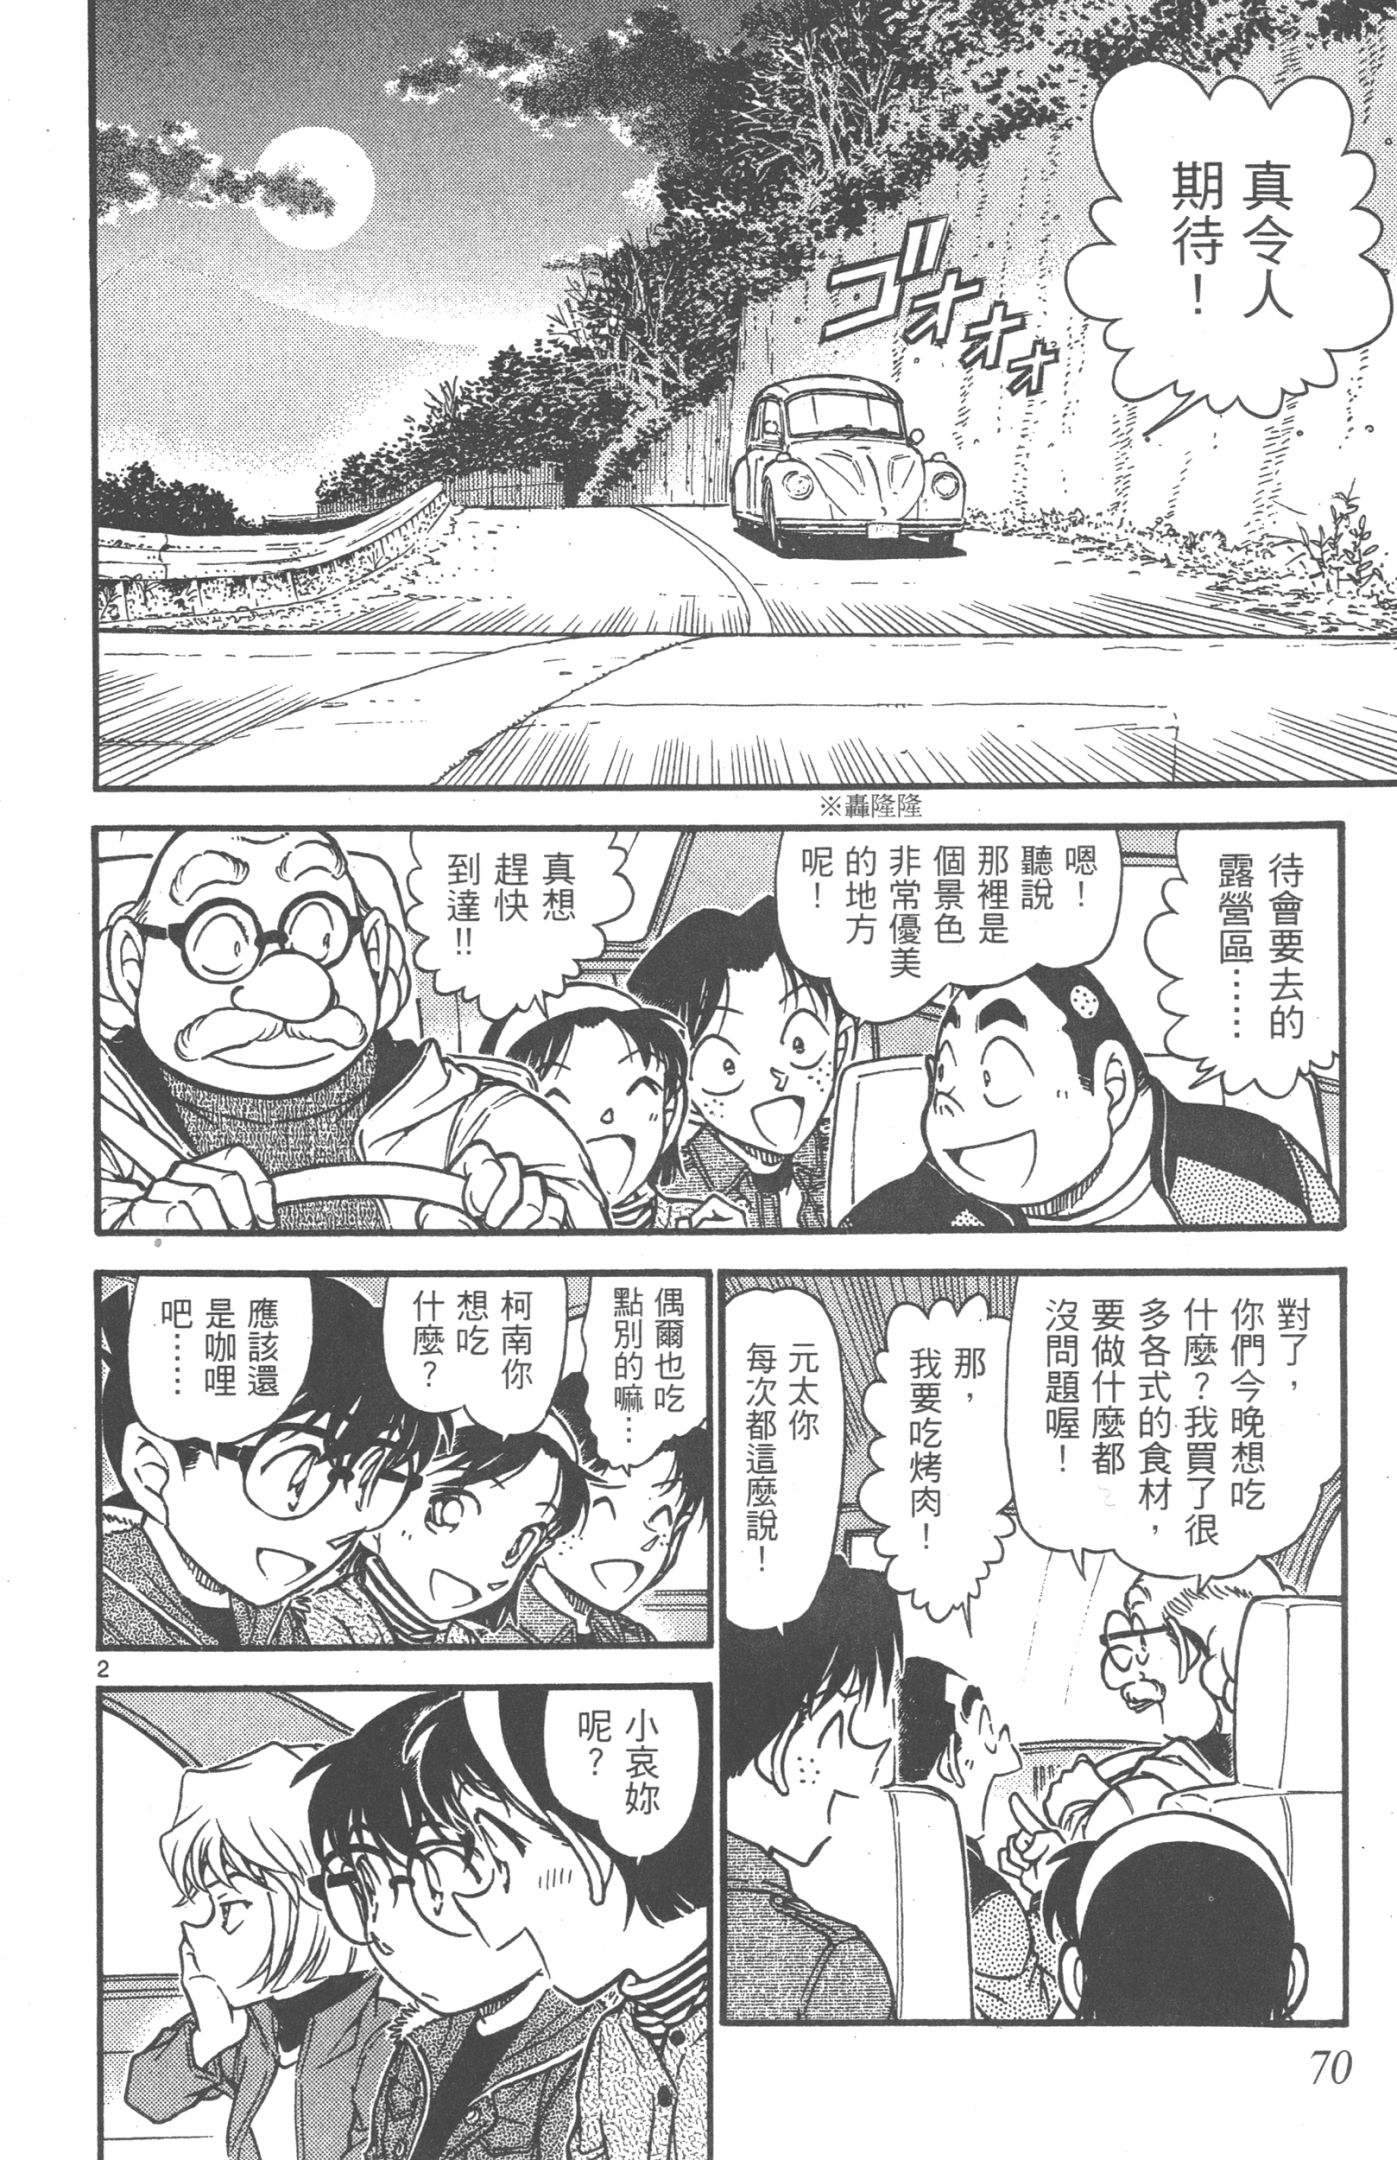 真令人
期待！
ゴオオオ
※轟隆隆
待會要去的
露營區……
嗯！
聽說
那裡是
個景色
非常優美
的地方
呢！
真想
趕快
到達!!
對了，
你們今晚想吃
什麼？我買了很
多各式的食材，
要做什麼都
沒問題喔！
那，
我要吃烤肉！
元太你
每次都這麼說！
偶爾也吃
點別的嘛…
柯南你
想吃
什麼？
應該還
是咖哩
吧……
2
小哀妳
呢？
70